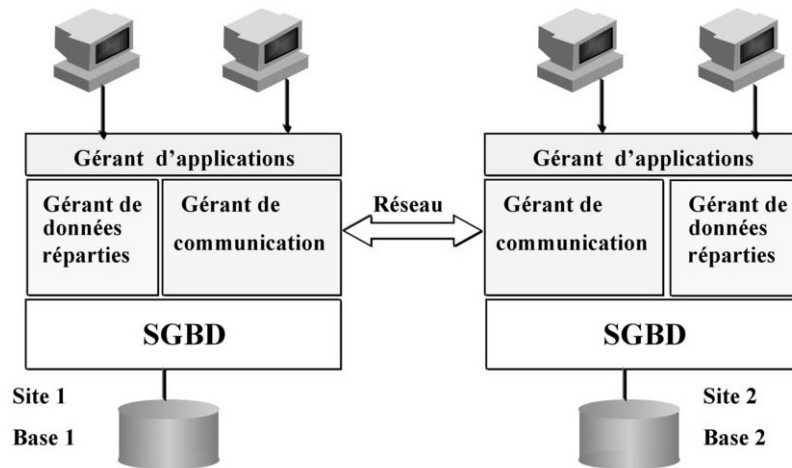 Gérant d'applications
Gérant de
données
réparties
Gérant de
communication
SGBD
Site 1
Base 1
Réseau
Gérant d'applications
Gérant de
communication
Gérant de
données
réparties
SGBD
Site 2
Base 2